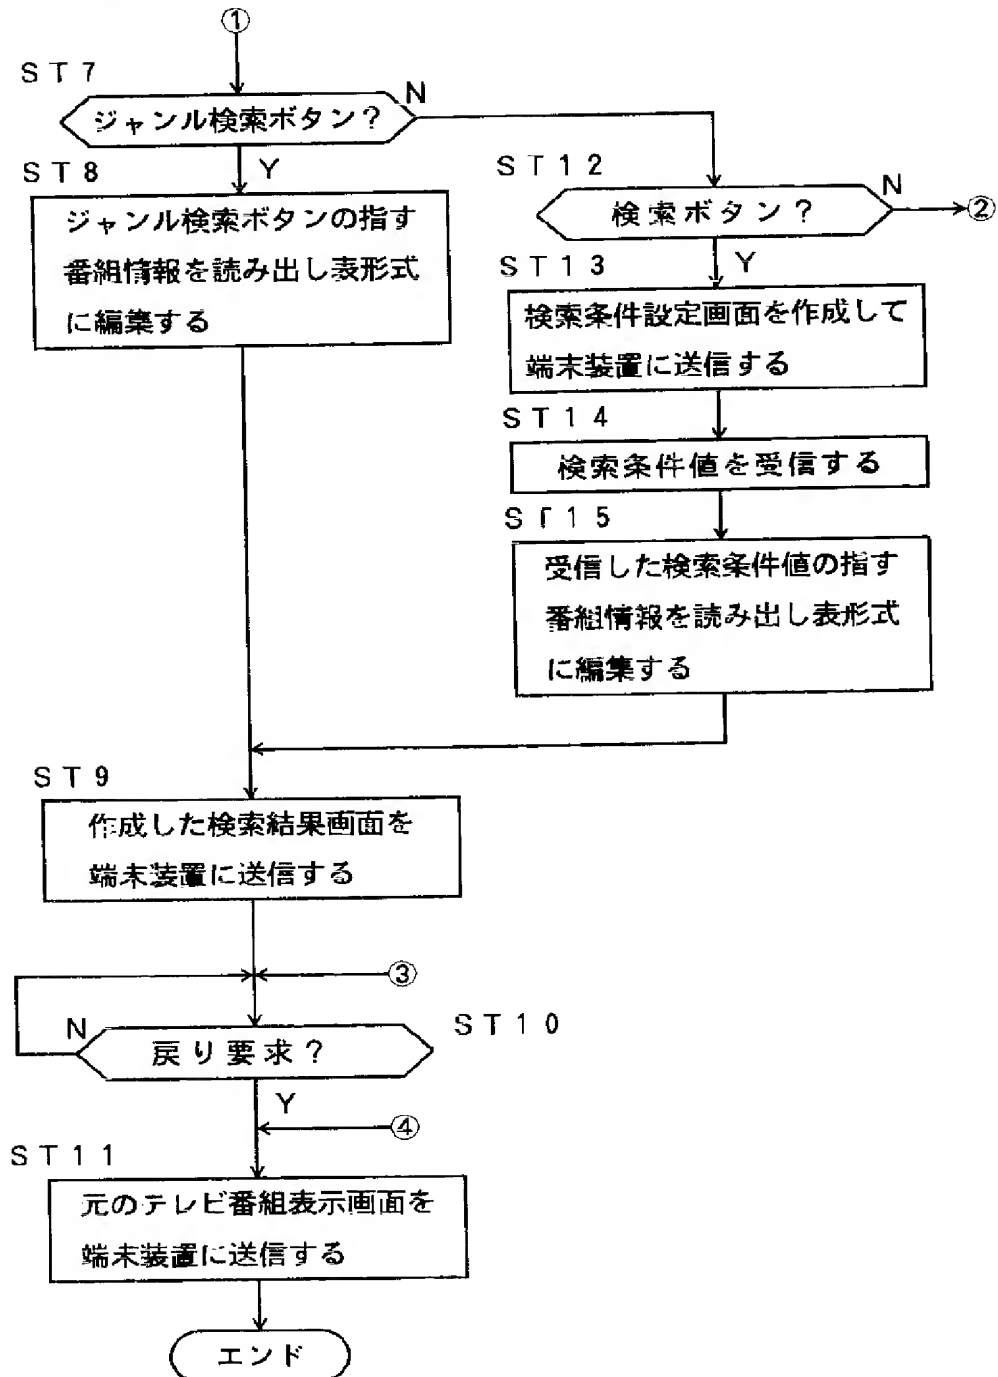 ①
ST7
ジャンル検索ボタン?
N
Y
ST8
ジャンル検索ボタンの指す
番組情報を読み出し表形式
に編集する
ST12
検索ボタン?
N
②
Y
ST13
検索条件設定画面を作成して
端末装置に送信する
ST14
検索条件値を受信する
ST15
受信した検索条件値の指す
番組情報を読み出し表形式
に編集する
ST9
作成した検索結果画面を
端末装置に送信する
③
ST10
戻り要求?
N
Y
④
ST11
元のテレビ番組表示画面を
端末装置に送信する
エンド